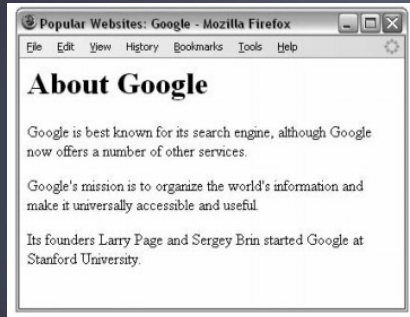 Popular Websites: Google - Mozilla Firefox
File Edit View History Bookmarks Tools Help
About Google
Google is best known for its search engine, although Google
now offers a number of other services.
Google's mission is to organize the world's information and
make it universally accessible and useful.
Its founders Larry Page and Sergey Brin started Google at
Stanford University.